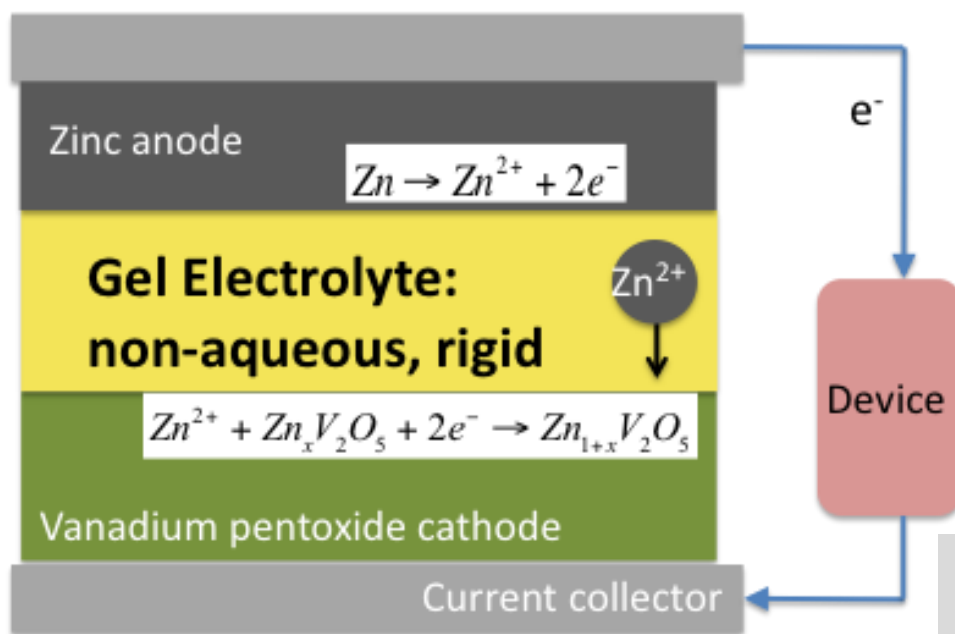 e⁻
Zinc anode
Zn → Zn²⁺ + 2e⁻
Gel Electrolyte:
non-aqueous, rigid
Zn²⁺
Zn²⁺ + ZnₓV₂O₅ + 2e⁻ → Zn₁₊ₓV₂O₅
Device
Vanadium pentoxide cathode
Current collector